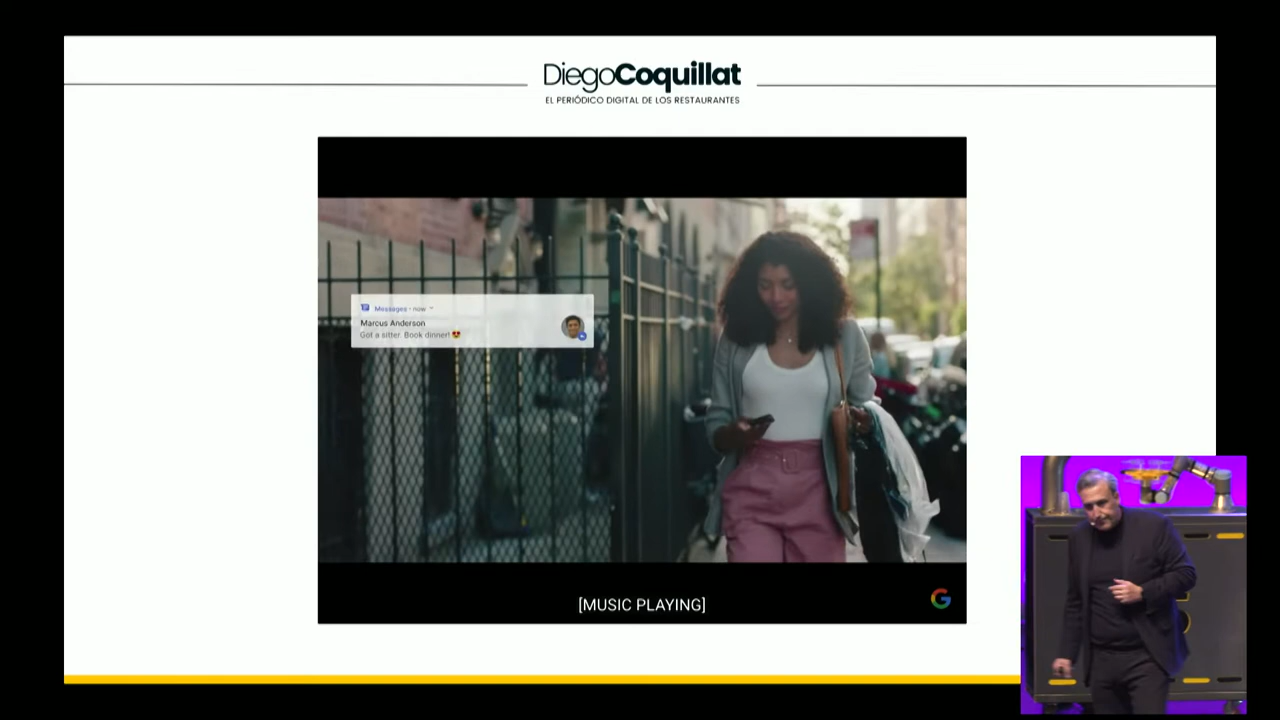 DiegoCoquillat
EL PERIÓDICO DIGITAL DE LOS RESTAURANTES
Messages • now
Marcus Anderson
Got a sitter. Book dinner! 😍
[MUSIC PLAYING]
G